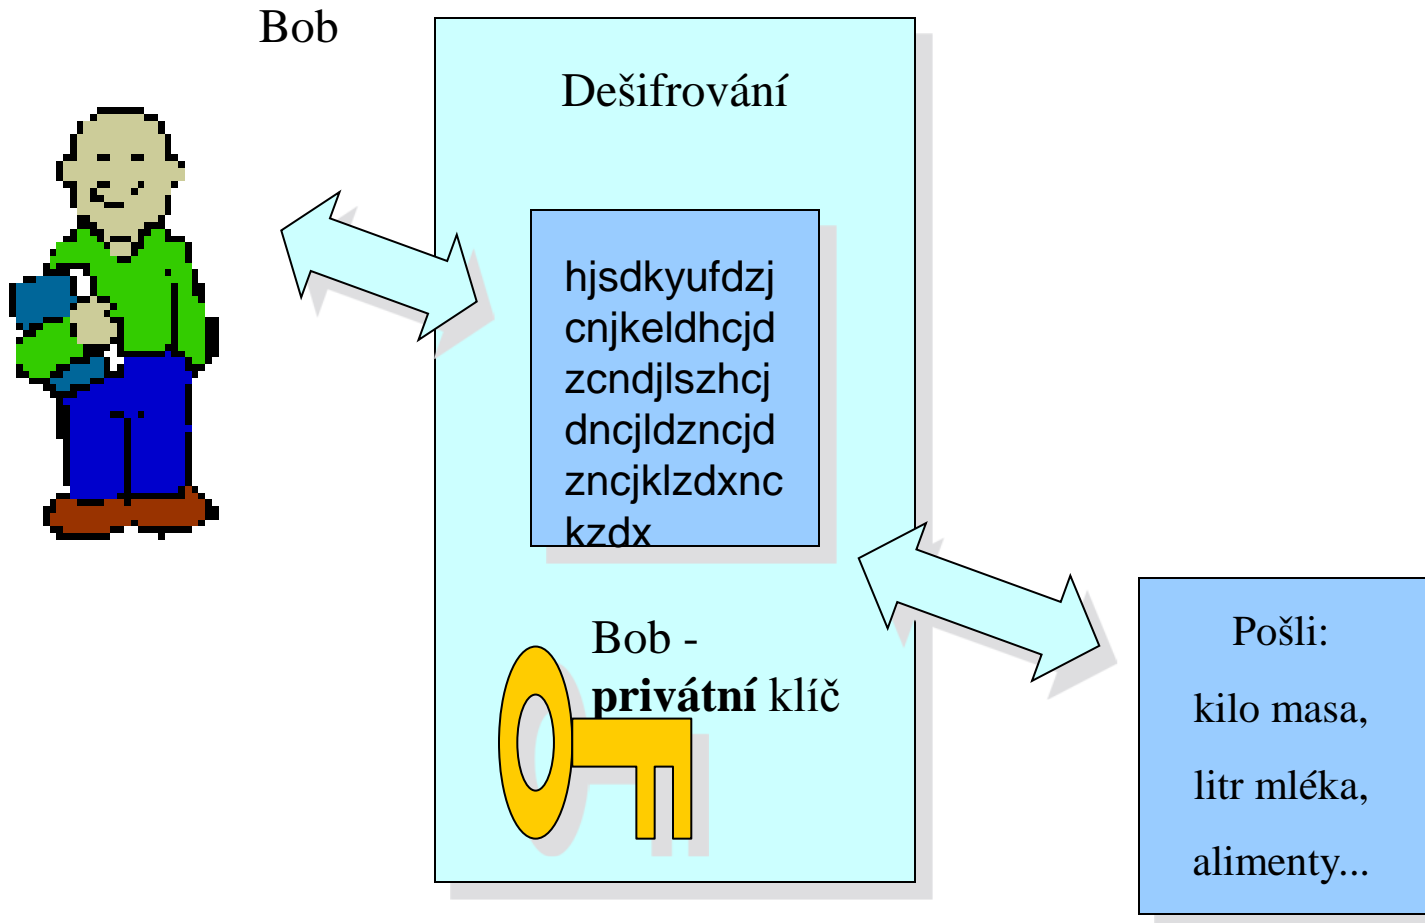 Bob
Dešifrování
hjsdkyufdzj
cnjkeldhcjd
zcndjlszhcj
dncjldzncjd
zncjklzdxnc
kzdx
Bob -
privátní klíč
Pošli:
kilo masa,
litr mléka,
alimenty...